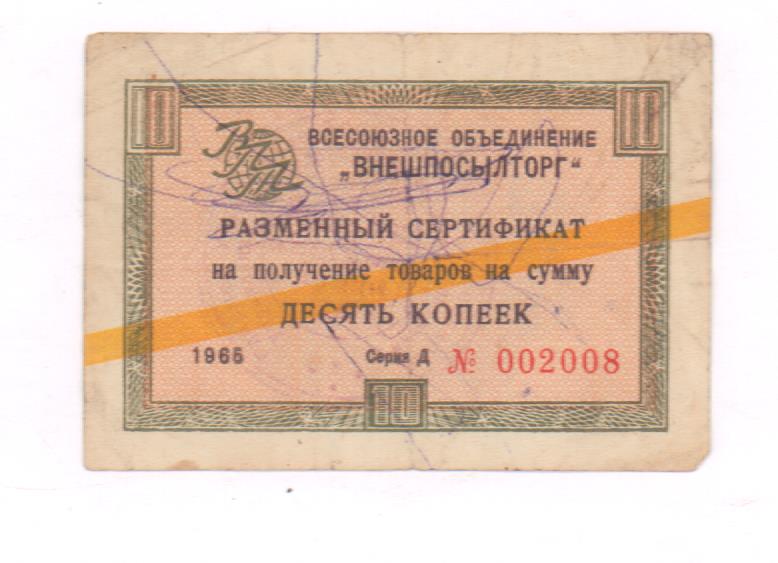 10 10
ВПТ
ВСЕСОЮЗНОЕ ОБЪЕДИНЕНИЕ
„ВНЕШПОСЫЛТОРГ“
РАЗМЕННЫЙ СЕРТИФИКАТ
на получение товаров на сумму
ДЕСЯТЬ КОПЕЕК
1965 Серия Д № 002008
10